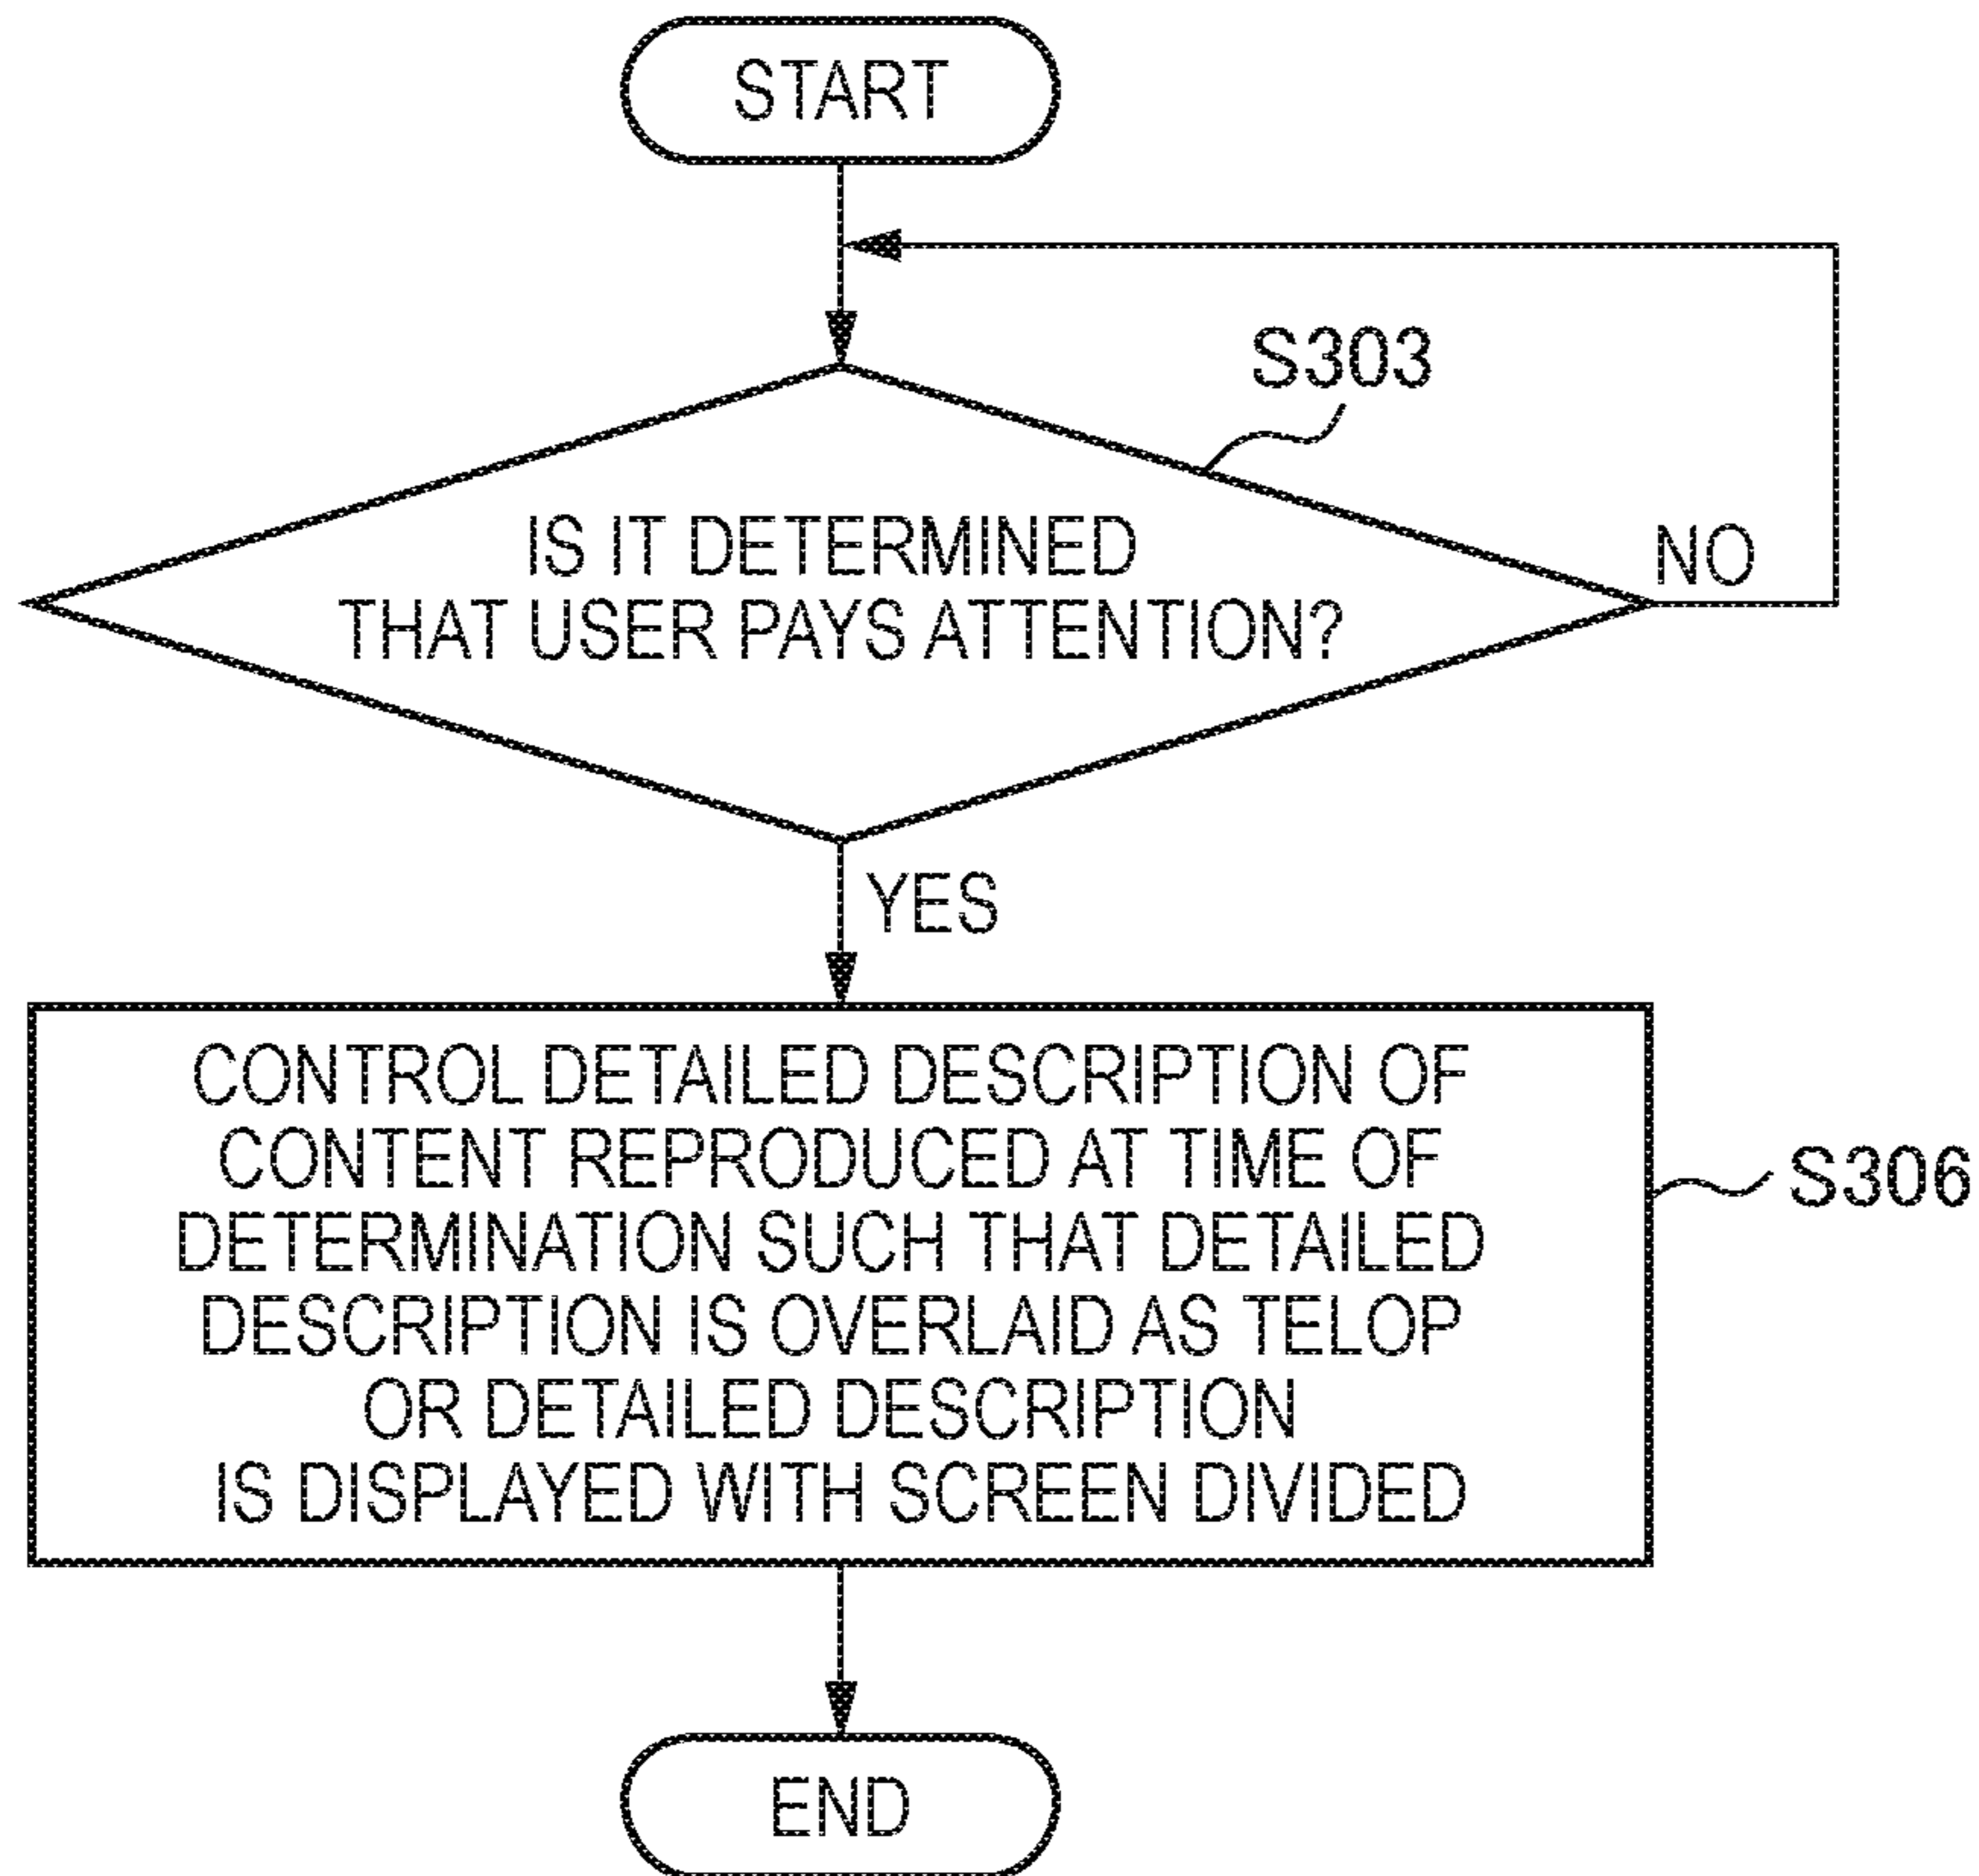 START
S303
IS IT DETERMINED
THAT USER PAYS ATTENTION?
NO
YES
CONTROL DETAILED DESCRIPTION OF
CONTENT REPRODUCED AT TIME OF
DETERMINATION SUCH THAT DETAILED
DESCRIPTION IS OVERLAID AS TELOP
OR DETAILED DESCRIPTION
IS DISPLAYED WITH SCREEN DIVIDED
S306
END